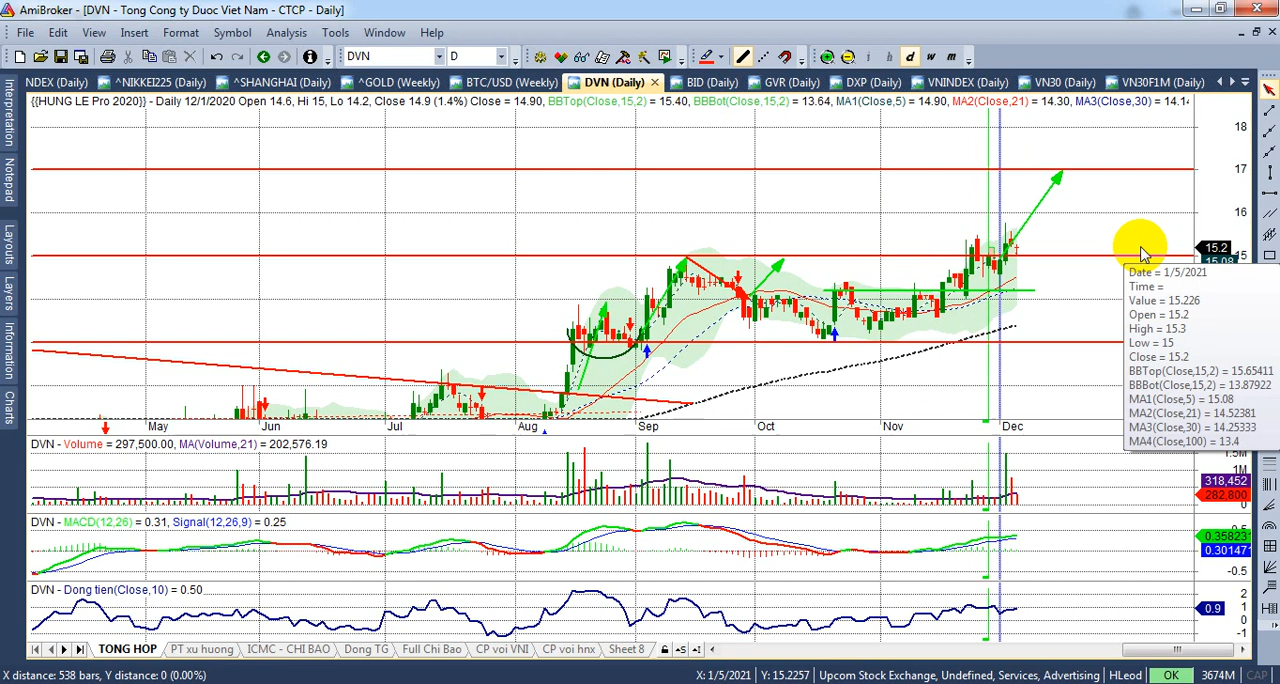 AmiBroker - [DVN - Tong Cong ty Duoc Viet Nam - CTCP - Daily]
File Edit View Insert Format Symbol Analysis Tools Window Help
DVN D h d w m
NDEX (Daily) ^NIKKEI225 (Daily) ^SHANGHAI (Daily) ^GOLD (Weekly) BTC/USD (Weekly) DVN (Daily) BID (Daily) GVR (Daily) DXP (Daily) VNINDEX (Daily) VN30 (Daily) VN30F1M (Daily)
{{HUNG LE Pro 2020}} - Daily 12/1/2020 Open 14.6, Hi 15, Lo 14.2, Close 14.9 (1.4%) Close = 14.90, BBTop(Close,15,2) = 15.40, BBBot(Close,15,2) = 13.64, MA1(Close,5) = 14.90, MA2(Close,21) = 14.30, MA3(Close,30) = 14.14
Interpretation
Notepad
Layouts
Layers
Information
Charts
18
17
16
15.2
15
15.08
Date = 1/5/2021
Time =
Value = 15.226
Open = 15.2
High = 15.3
Low = 15
Close = 15.2
BBTop(Close,15,2) = 15.65411
BBBot(Close,15,2) = 13.87922
MA1(Close,5) = 15.08
MA2(Close,21) = 14.52381
MA3(Close,30) = 14.25333
MA4(Close,100) = 13.4
May Jun Jul Aug Sep Oct Nov Dec
DVN - Volume = 297,500.00, MA(Volume,21) = 202,576.19
1.5M
1M
318,452
282,800
0
DVN - MACD(12,26) = 0.31, Signal(12,26,9) = 0.25
0.5
0.35823
0.301471
-0.5
DVN - Dong tien(Close,10) = 0.50
2
1
0.9
0
-1
TONG HOP PT xu huong ICMC - CHI BAO Dong TG Full Chi Bao CP voi VNI CP voi hnx Sheet 8
X distance: 538 bars, Y distance: 0 (0.00%) X: 1/5/2021 Y: 15.2257 Upcom Stock Exchange, Undefined, Services, Advertising HLeod OK 3674M CAP